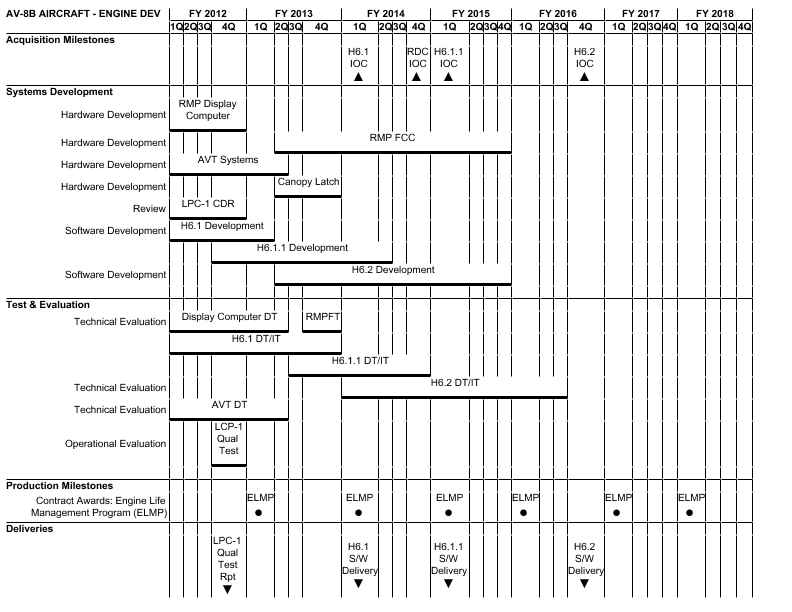 AV-8B AIRCRAFT - ENGINE DEV FY 2012 FY 2013 FY 2014 FY 2015 FY 2016 FY 2017 FY 2018
1Q 2Q 3Q 4Q 1Q 2Q 3Q 4Q 1Q 2Q 3Q 4Q 1Q 2Q 3Q 4Q 1Q 2Q 3Q 4Q 1Q 2Q 3Q 4Q 1Q 2Q 3Q 4Q
Acquisition Milestones
H6.1 RDC H6.1.1 H6.2
IOC IOC IOC IOC
Systems Development
RMP Display
Hardware Development Computer
Hardware Development RMP FCC
Hardware Development AVT Systems
Hardware Development Canopy Latch
Review LPC-1 CDR
Software Development H6.1 Development
H6.1.1 Development
Software Development H6.2 Development
Test & Evaluation
Technical Evaluation Display Computer DT RMPFT
H6.1 DT/IT
H6.1.1 DT/IT
Technical Evaluation H6.2 DT/IT
Technical Evaluation AVT DT
LCP-1
Operational Evaluation Qual
Test
Production Milestones
Contract Awards: Engine Life ELMP ELMP ELMP ELMP ELMP ELMP
Management Program (ELMP)
Deliveries
LPC-1 H6.1 H6.1.1 H6.2
Qual S/W S/W S/W
Test Delivery Delivery Delivery
Rpt